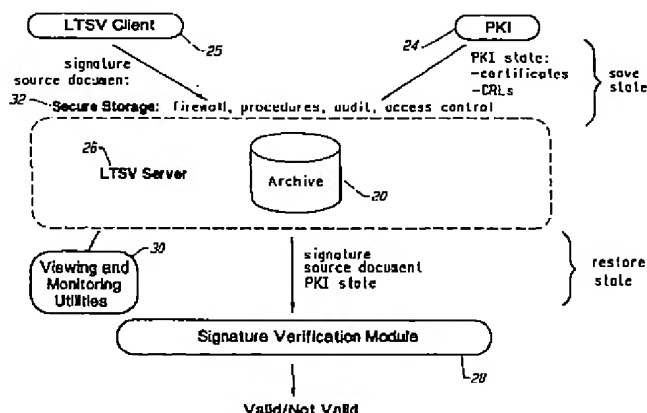 LTSV Client
25
PKI
24
signature
source document:
PKI state:
-certificates
-CRLs
save
state
32
Secure Storage: firewall, procedures, audit, access control
26
LTSV Server
Archive
20
30
Viewing and
Monitoring
Utilities
signature
source document
PKI state
restore
state
Signature Verification Module
28
Valid/Not Valid